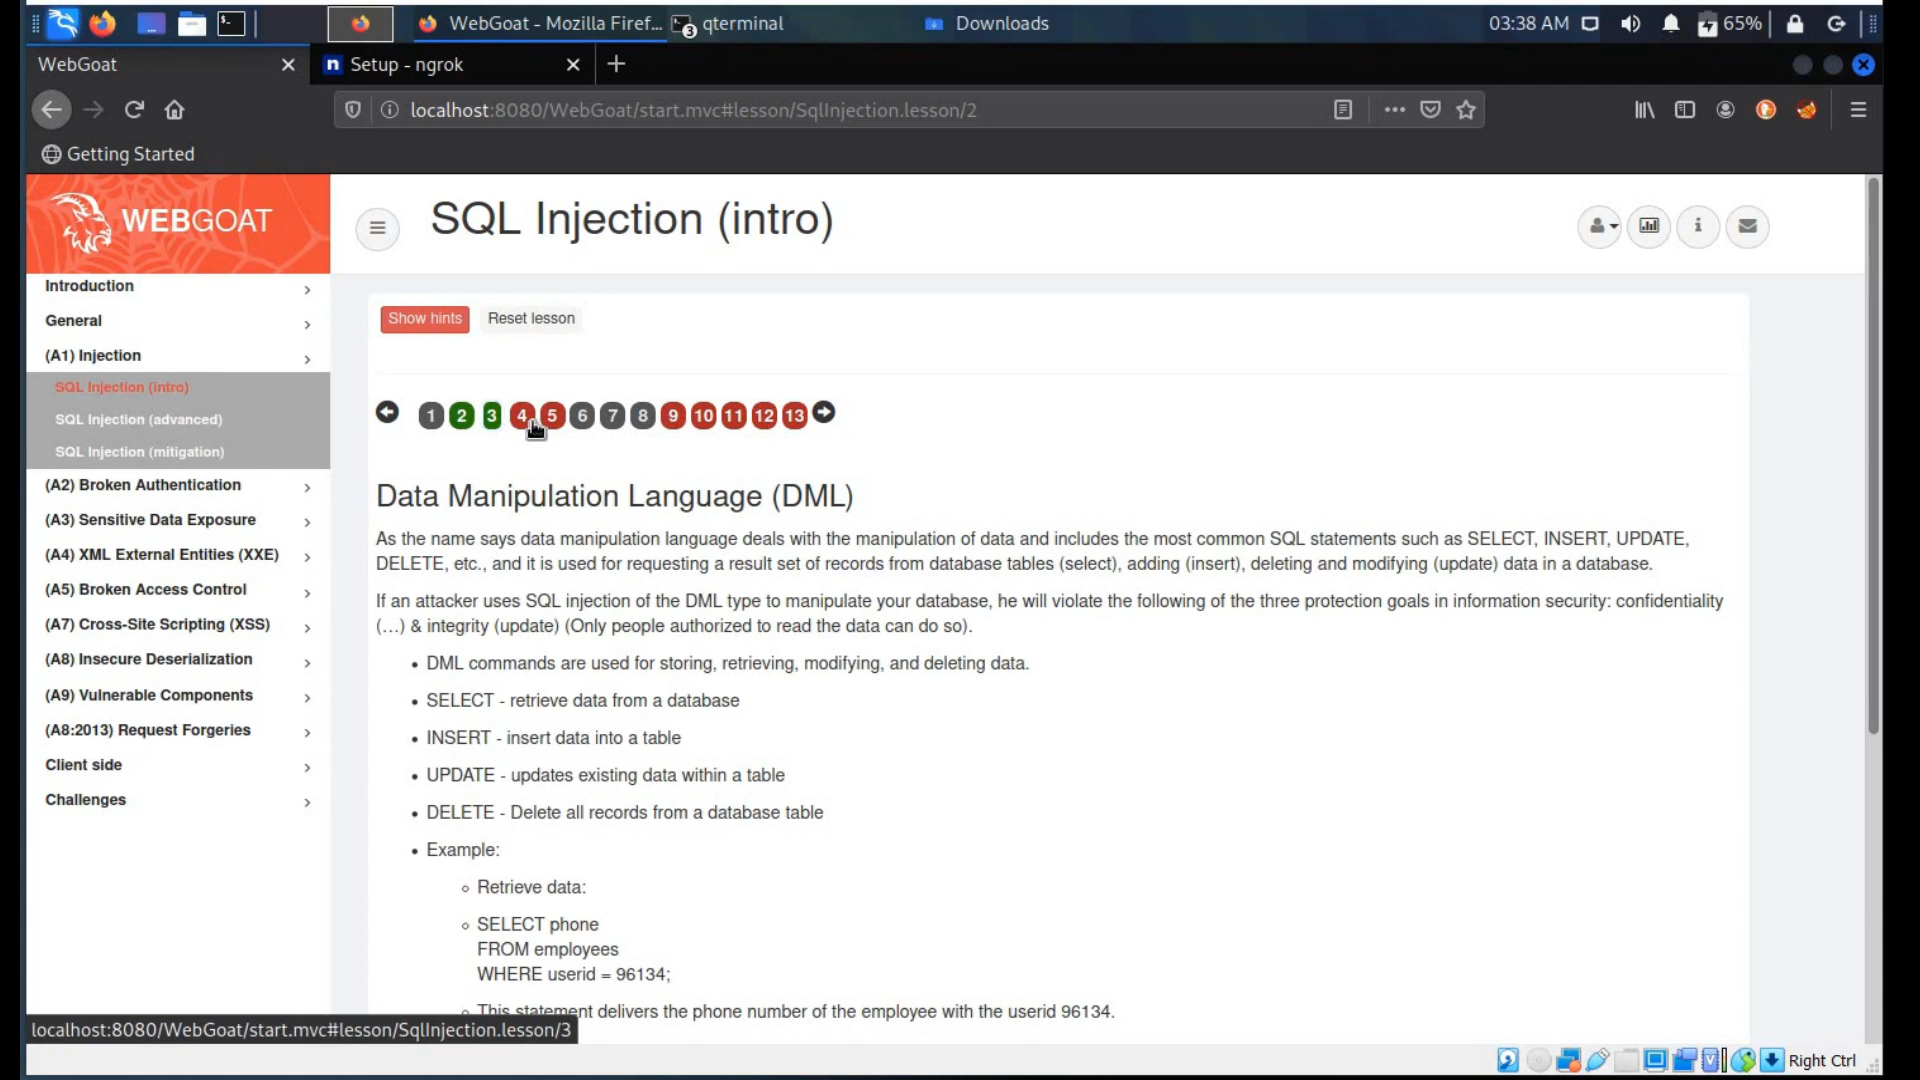 WebGoat - Mozilla Firef...
3
qterminal
Downloads
03:38 AM
65%
WebGoat
n
Setup - ngrok
localhost:8080/WebGoat/start.mvc#lesson/SqlInjection.lesson/2
Getting Started
WEBGOAT
SQL Injection (intro)
Introduction
General
(A1) Injection
SQL Injection (intro)
SQL Injection (advanced)
SQL Injection (mitigation)
(A2) Broken Authentication
(A3) Sensitive Data Exposure
(A4) XML External Entities (XXE)
(A5) Broken Access Control
(A7) Cross-Site Scripting (XSS)
(A8) Insecure Deserialization
(A9) Vulnerable Components
(A8:2013) Request Forgeries
Client side
Challenges
Show hints
Reset lesson
1 2 3 4 5 6 7 8 9 10 11 12 13
Data Manipulation Language (DML)
As the name says data manipulation language deals with the manipulation of data and includes the most common SQL statements such as SELECT, INSERT, UPDATE,
DELETE, etc., and it is used for requesting a result set of records from database tables (select), adding (insert), deleting and modifying (update) data in a database.
If an attacker uses SQL injection of the DML type to manipulate your database, he will violate the following of the three protection goals in information security: confidentiality
(…) & integrity (update) (Only people authorized to read the data can do so).
• DML commands are used for storing, retrieving, modifying, and deleting data.
• SELECT - retrieve data from a database
• INSERT - insert data into a table
• UPDATE - updates existing data within a table
• DELETE - Delete all records from a database table
• Example:
◦ Retrieve data:
◦ SELECT phone
FROM employees
WHERE userid = 96134;
◦ This statement delivers the phone number of the employee with the userid 96134.
localhost:8080/WebGoat/start.mvc#lesson/SqlInjection.lesson/3
Right Ctrl